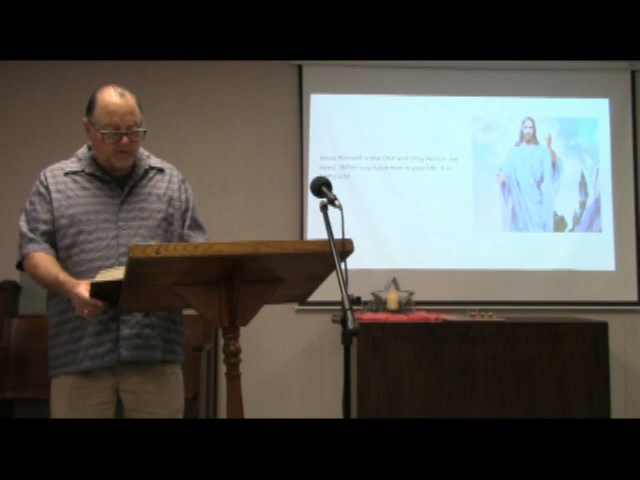 Jesus Himself is the One and Only Person we
need. When you have Him in your life, it is
complete.